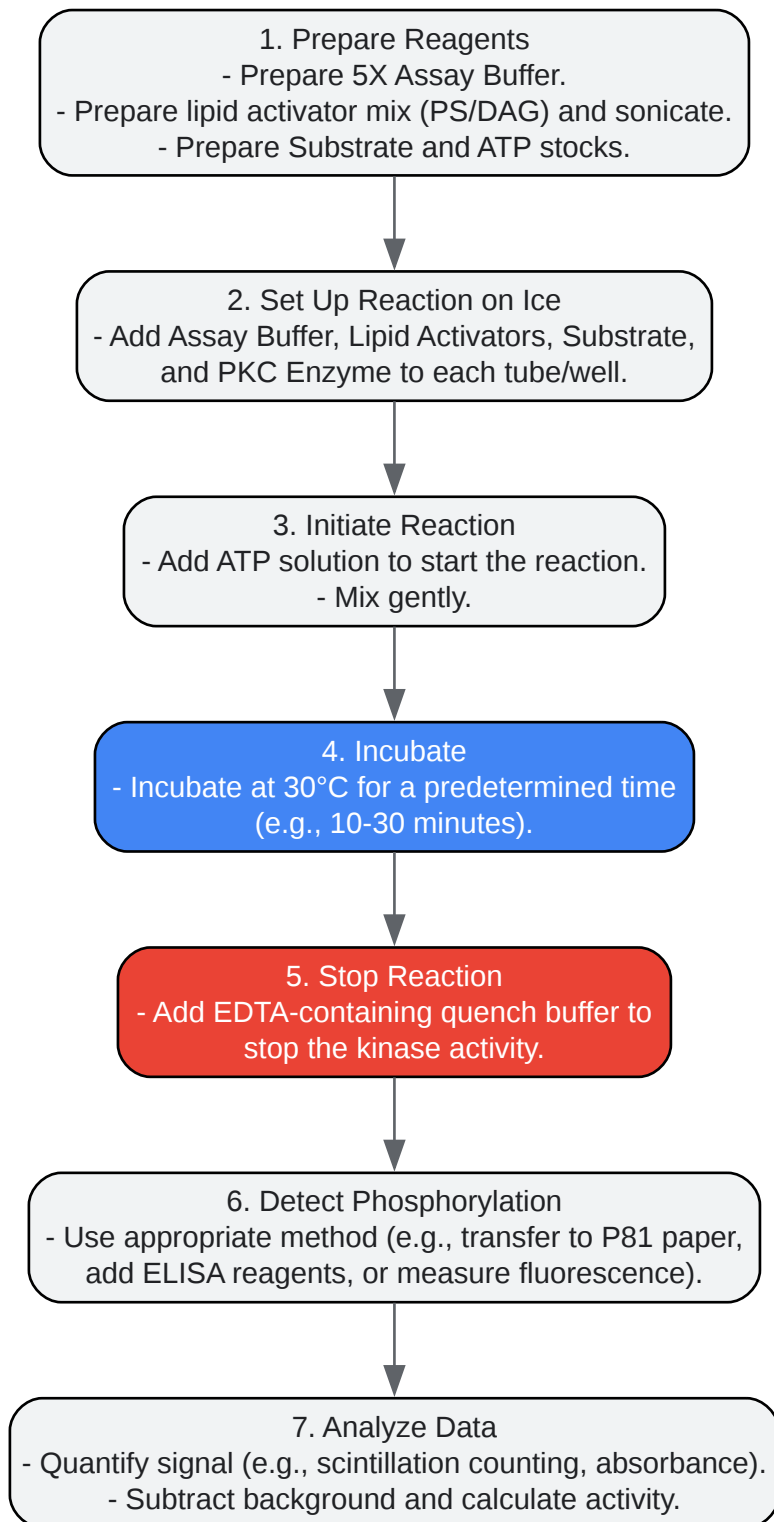 1. Prepare Reagents
- Prepare 5X Assay Buffer.
- Prepare lipid activator mix (PS/DAG) and sonicate.
- Prepare Substrate and ATP stocks.
2. Set Up Reaction on Ice
- Add Assay Buffer, Lipid Activators, Substrate,
and PKC Enzyme to each tube/well.
3. Initiate Reaction
- Add ATP solution to start the reaction.
- Mix gently.
4. Incubate
- Incubate at 30°C for a predetermined time
(e.g., 10-30 minutes).
5. Stop Reaction
- Add EDTA-containing quench buffer to
stop the kinase activity.
6. Detect Phosphorylation
- Use appropriate method (e.g., transfer to P81 paper,
add ELISA reagents, or measure fluorescence).
7. Analyze Data
- Quantify signal (e.g., scintillation counting, absorbance).
- Subtract background and calculate activity.